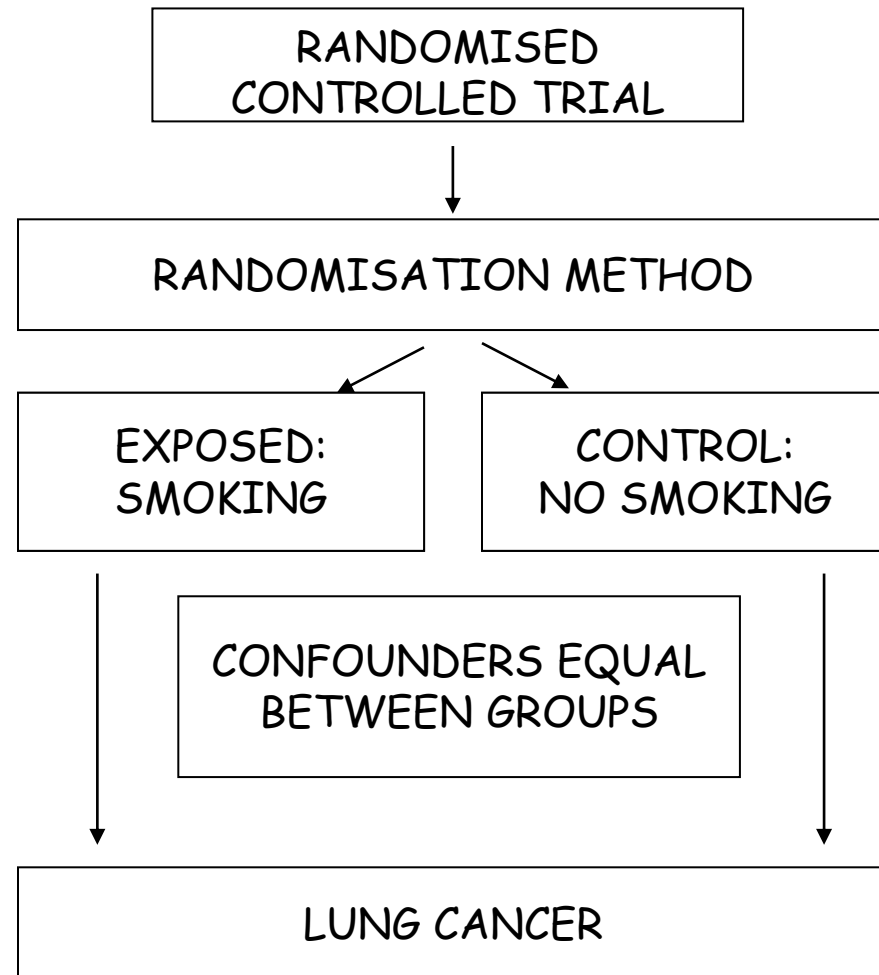 RANDOMISED
CONTROLLED TRIAL
RANDOMISATION METHOD
EXPOSED:
SMOKING
CONTROL:
NO SMOKING
CONFOUNDERS EQUAL
BETWEEN GROUPS
LUNG CANCER